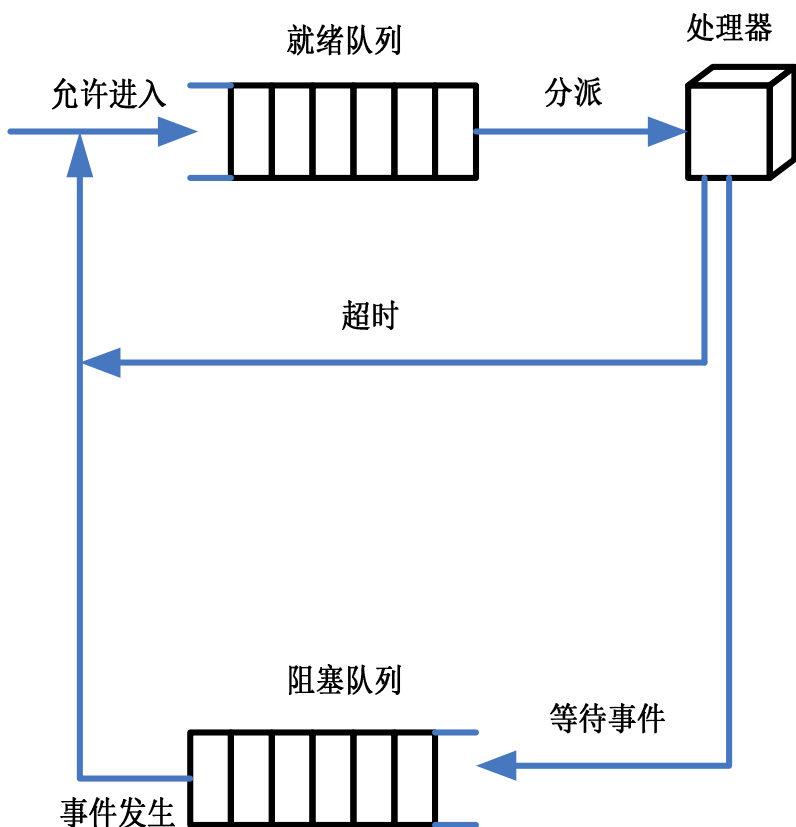 就绪队列
处理器
允许进入
分派
超时
阻塞队列
等待事件
事件发生